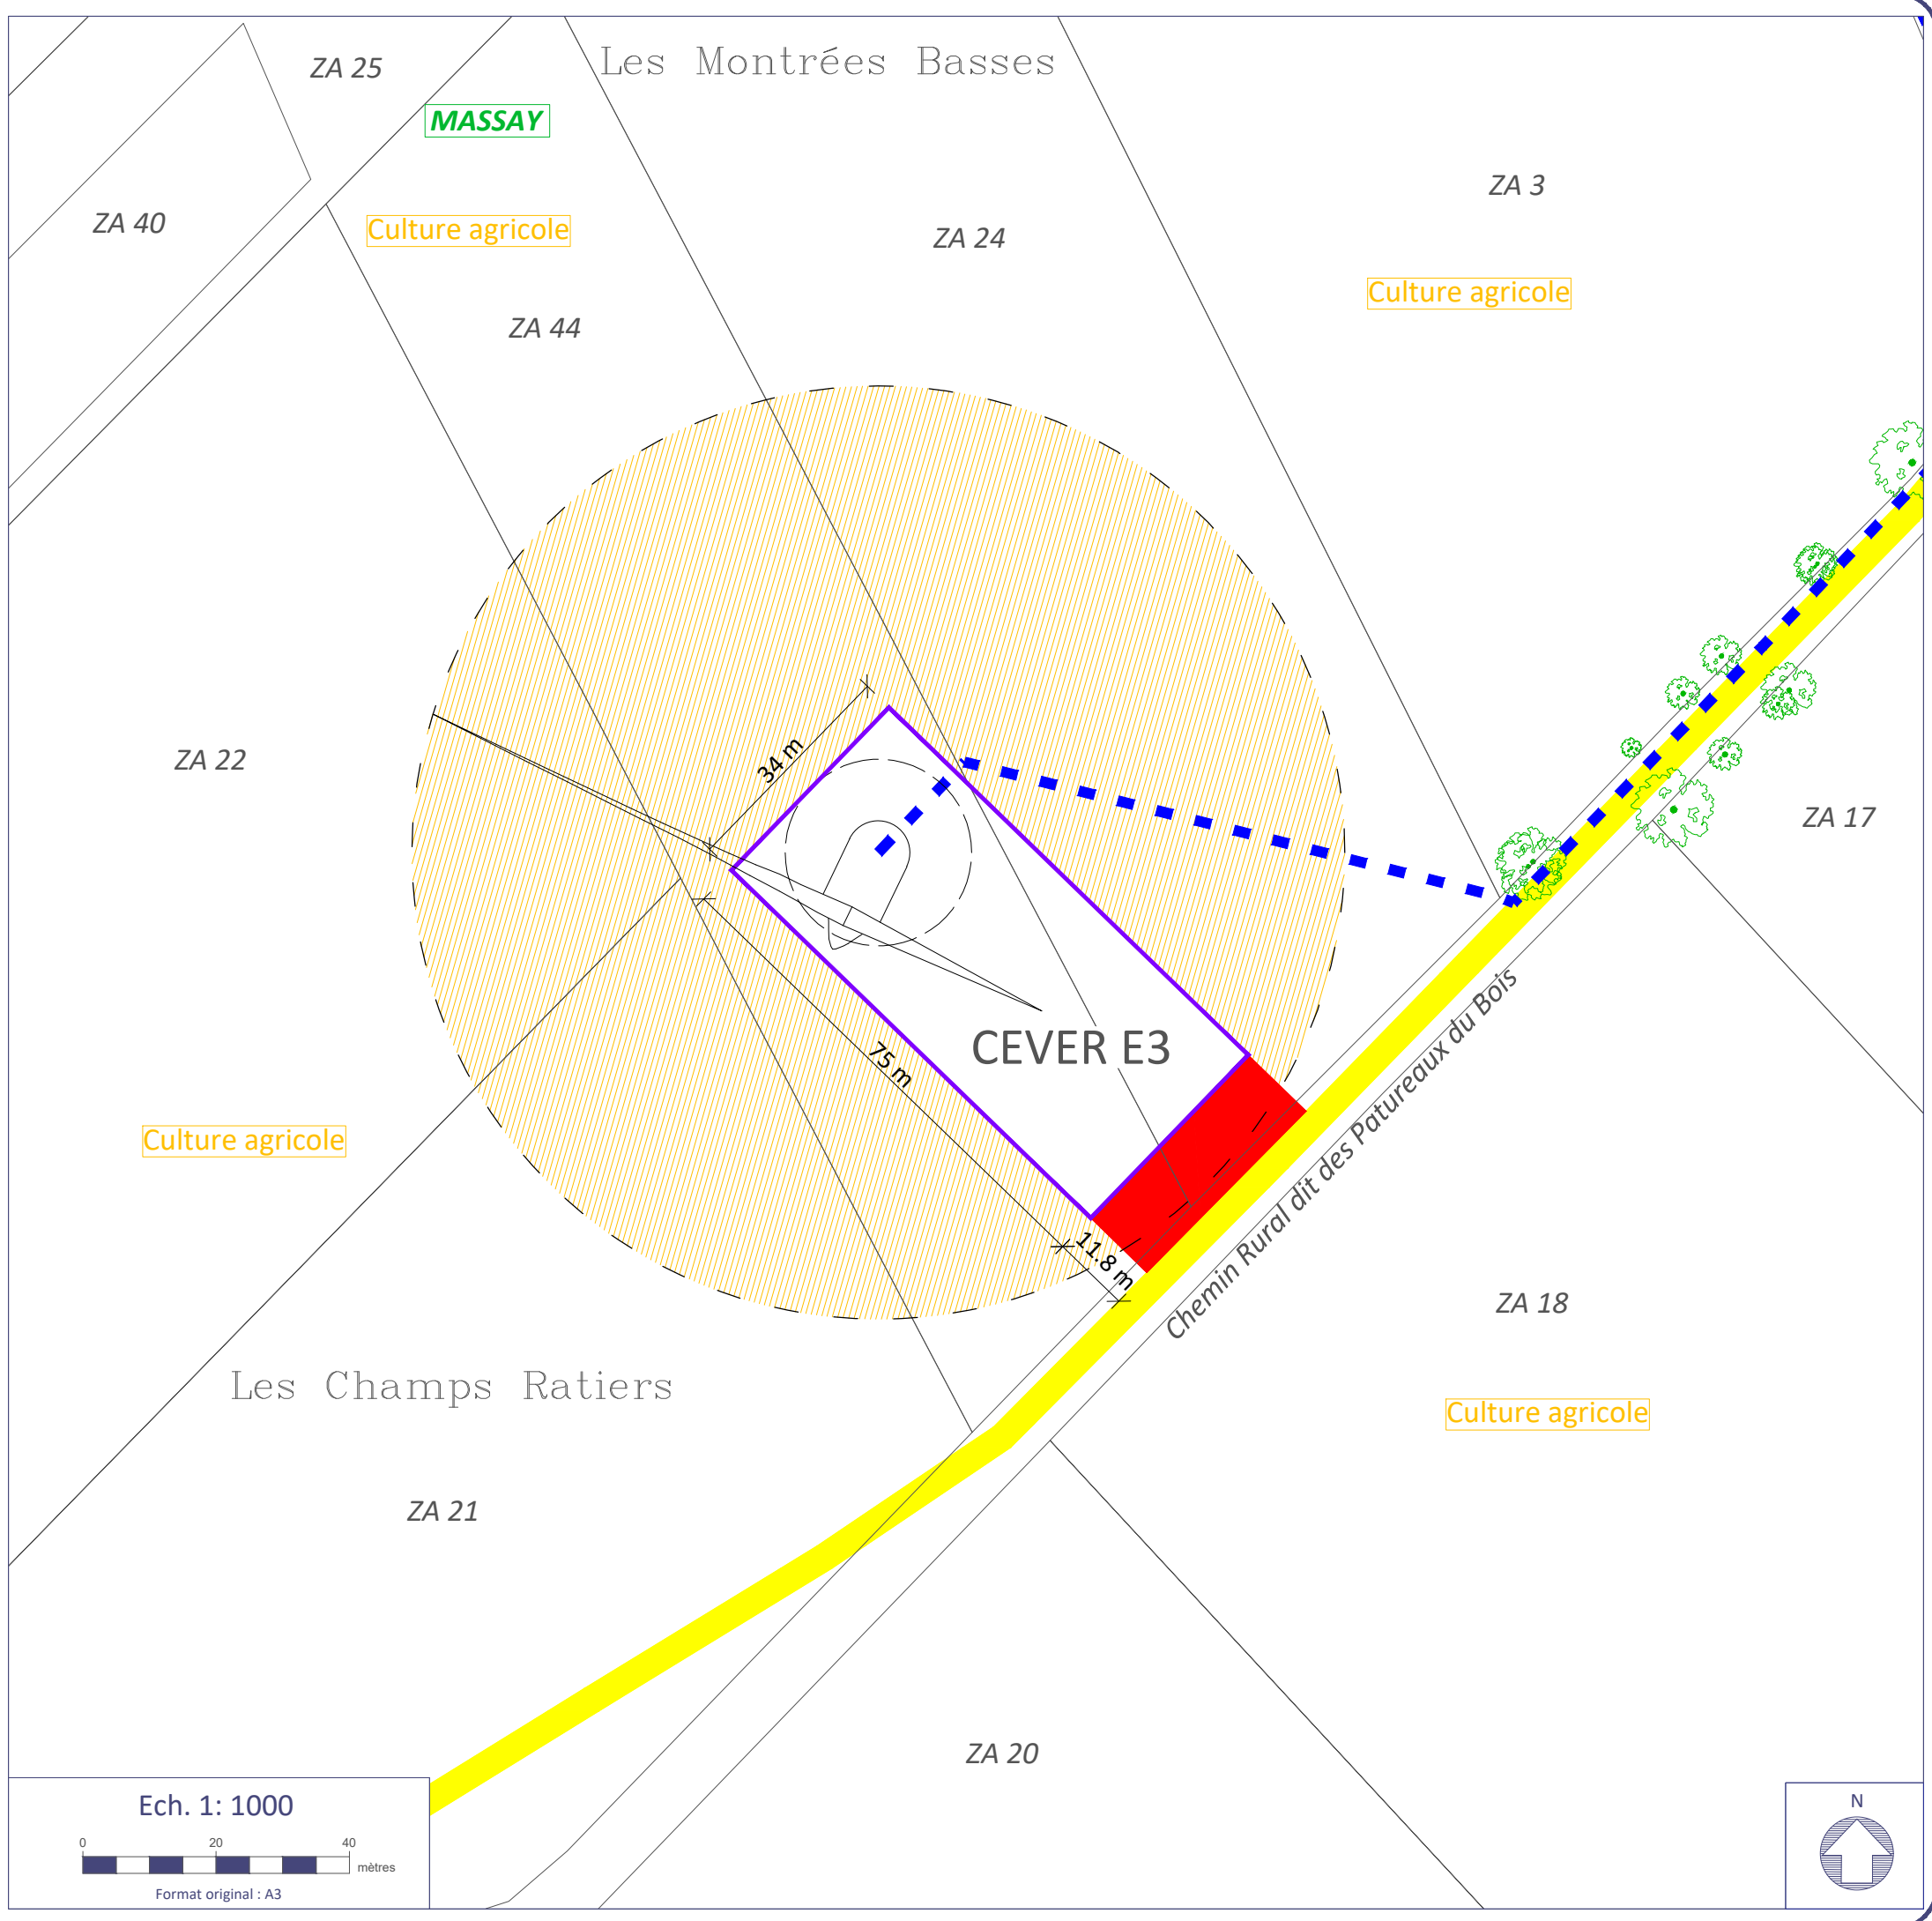 Les Montrées Basses
ZA 25
MASSAY
ZA 3
ZA 40
Culture agricole
ZA 24
Culture agricole
ZA 44
34 m
ZA 22
ZA 17
CEVER E3
75 m
Culture agricole
11.8 m
Chemin Rural dit des Patureaux du Bois
ZA 18
Les Champs Ratiers
Culture agricole
ZA 21
ZA 20
Ech. 1: 1000
0 20 40
mètres
Format original : A3
N